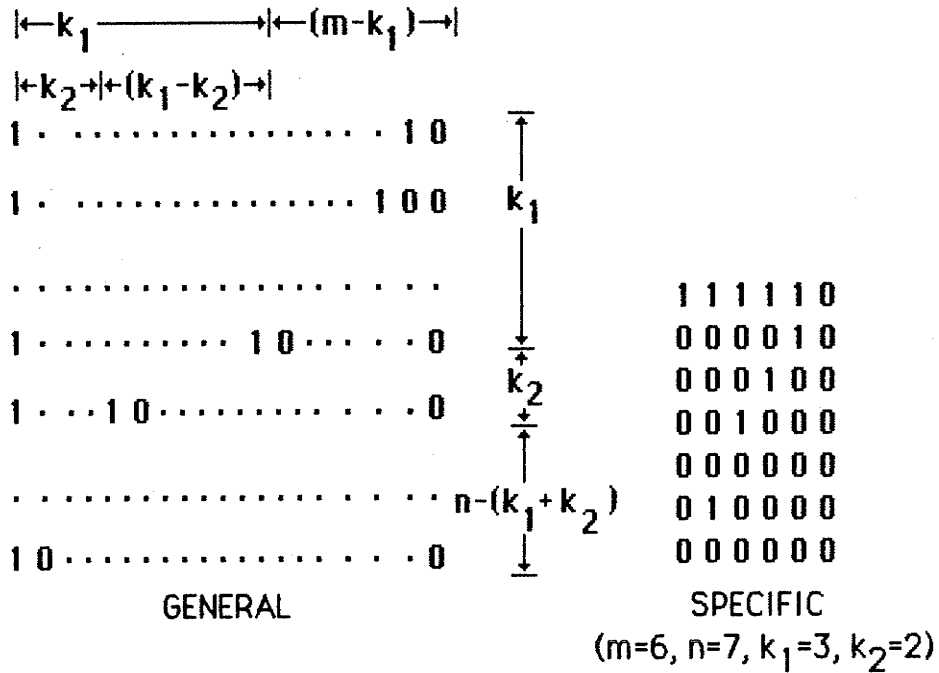 |←k₁→|←(m-k₁)→|
|←k₂→|←(k₁-k₂)→|
1 · · · · · · · · · · · · · · · · 1 0
1 · · · · · · · · · · · · · · · 1 0 0
k₁
· · · · · · · · · · · · · · · · · · ·
1 · · · · · · · · · · 1 0 · · · · · 0
k₂
1 · · · 1 0 · · · · · · · · · · · · 0
· · · · · · · · · · · · · · · · · · ·
n-(k₁+k₂)
1 0 · · · · · · · · · · · · · · · · 0
GENERAL
1 1 1 1 1 0
0 0 0 0 1 0
0 0 0 1 0 0
0 0 1 0 0 0
0 0 0 0 0 0
0 1 0 0 0 0
0 0 0 0 0 0
SPECIFIC
(m=6, n=7, k₁=3, k₂=2)